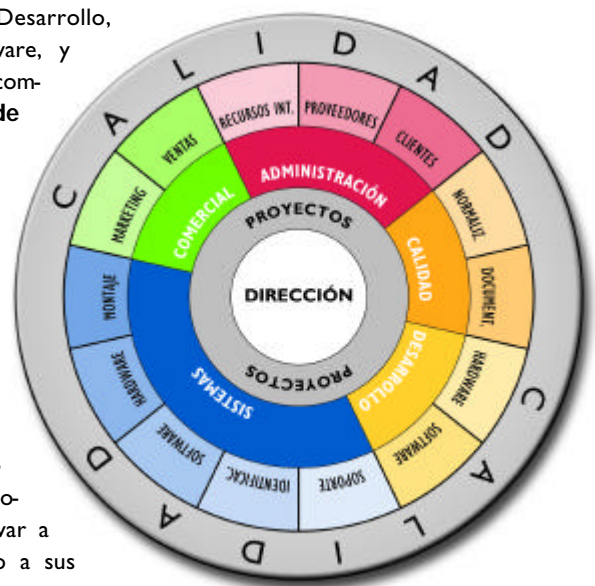 Desarrollo,
ware, y
com-
de
o-
var a
o a sus
CALIDAD
CALIDAD
RECURSOS INT.
PROVEEDORES
CLIENTES
NORMALIZ.
DOCUMENT.
HARDWARE
SOFTWARE
SOPORTE
IDENTIFICAC.
SOFTWARE
HARDWARE
MONTAJE
MARKETING
VENTAS
ADMINISTRACIÓN
CALIDAD
DESARROLLO
SISTEMAS
COMERCIAL
PROYECTOS
PROYECTOS
DIRECCIÓN